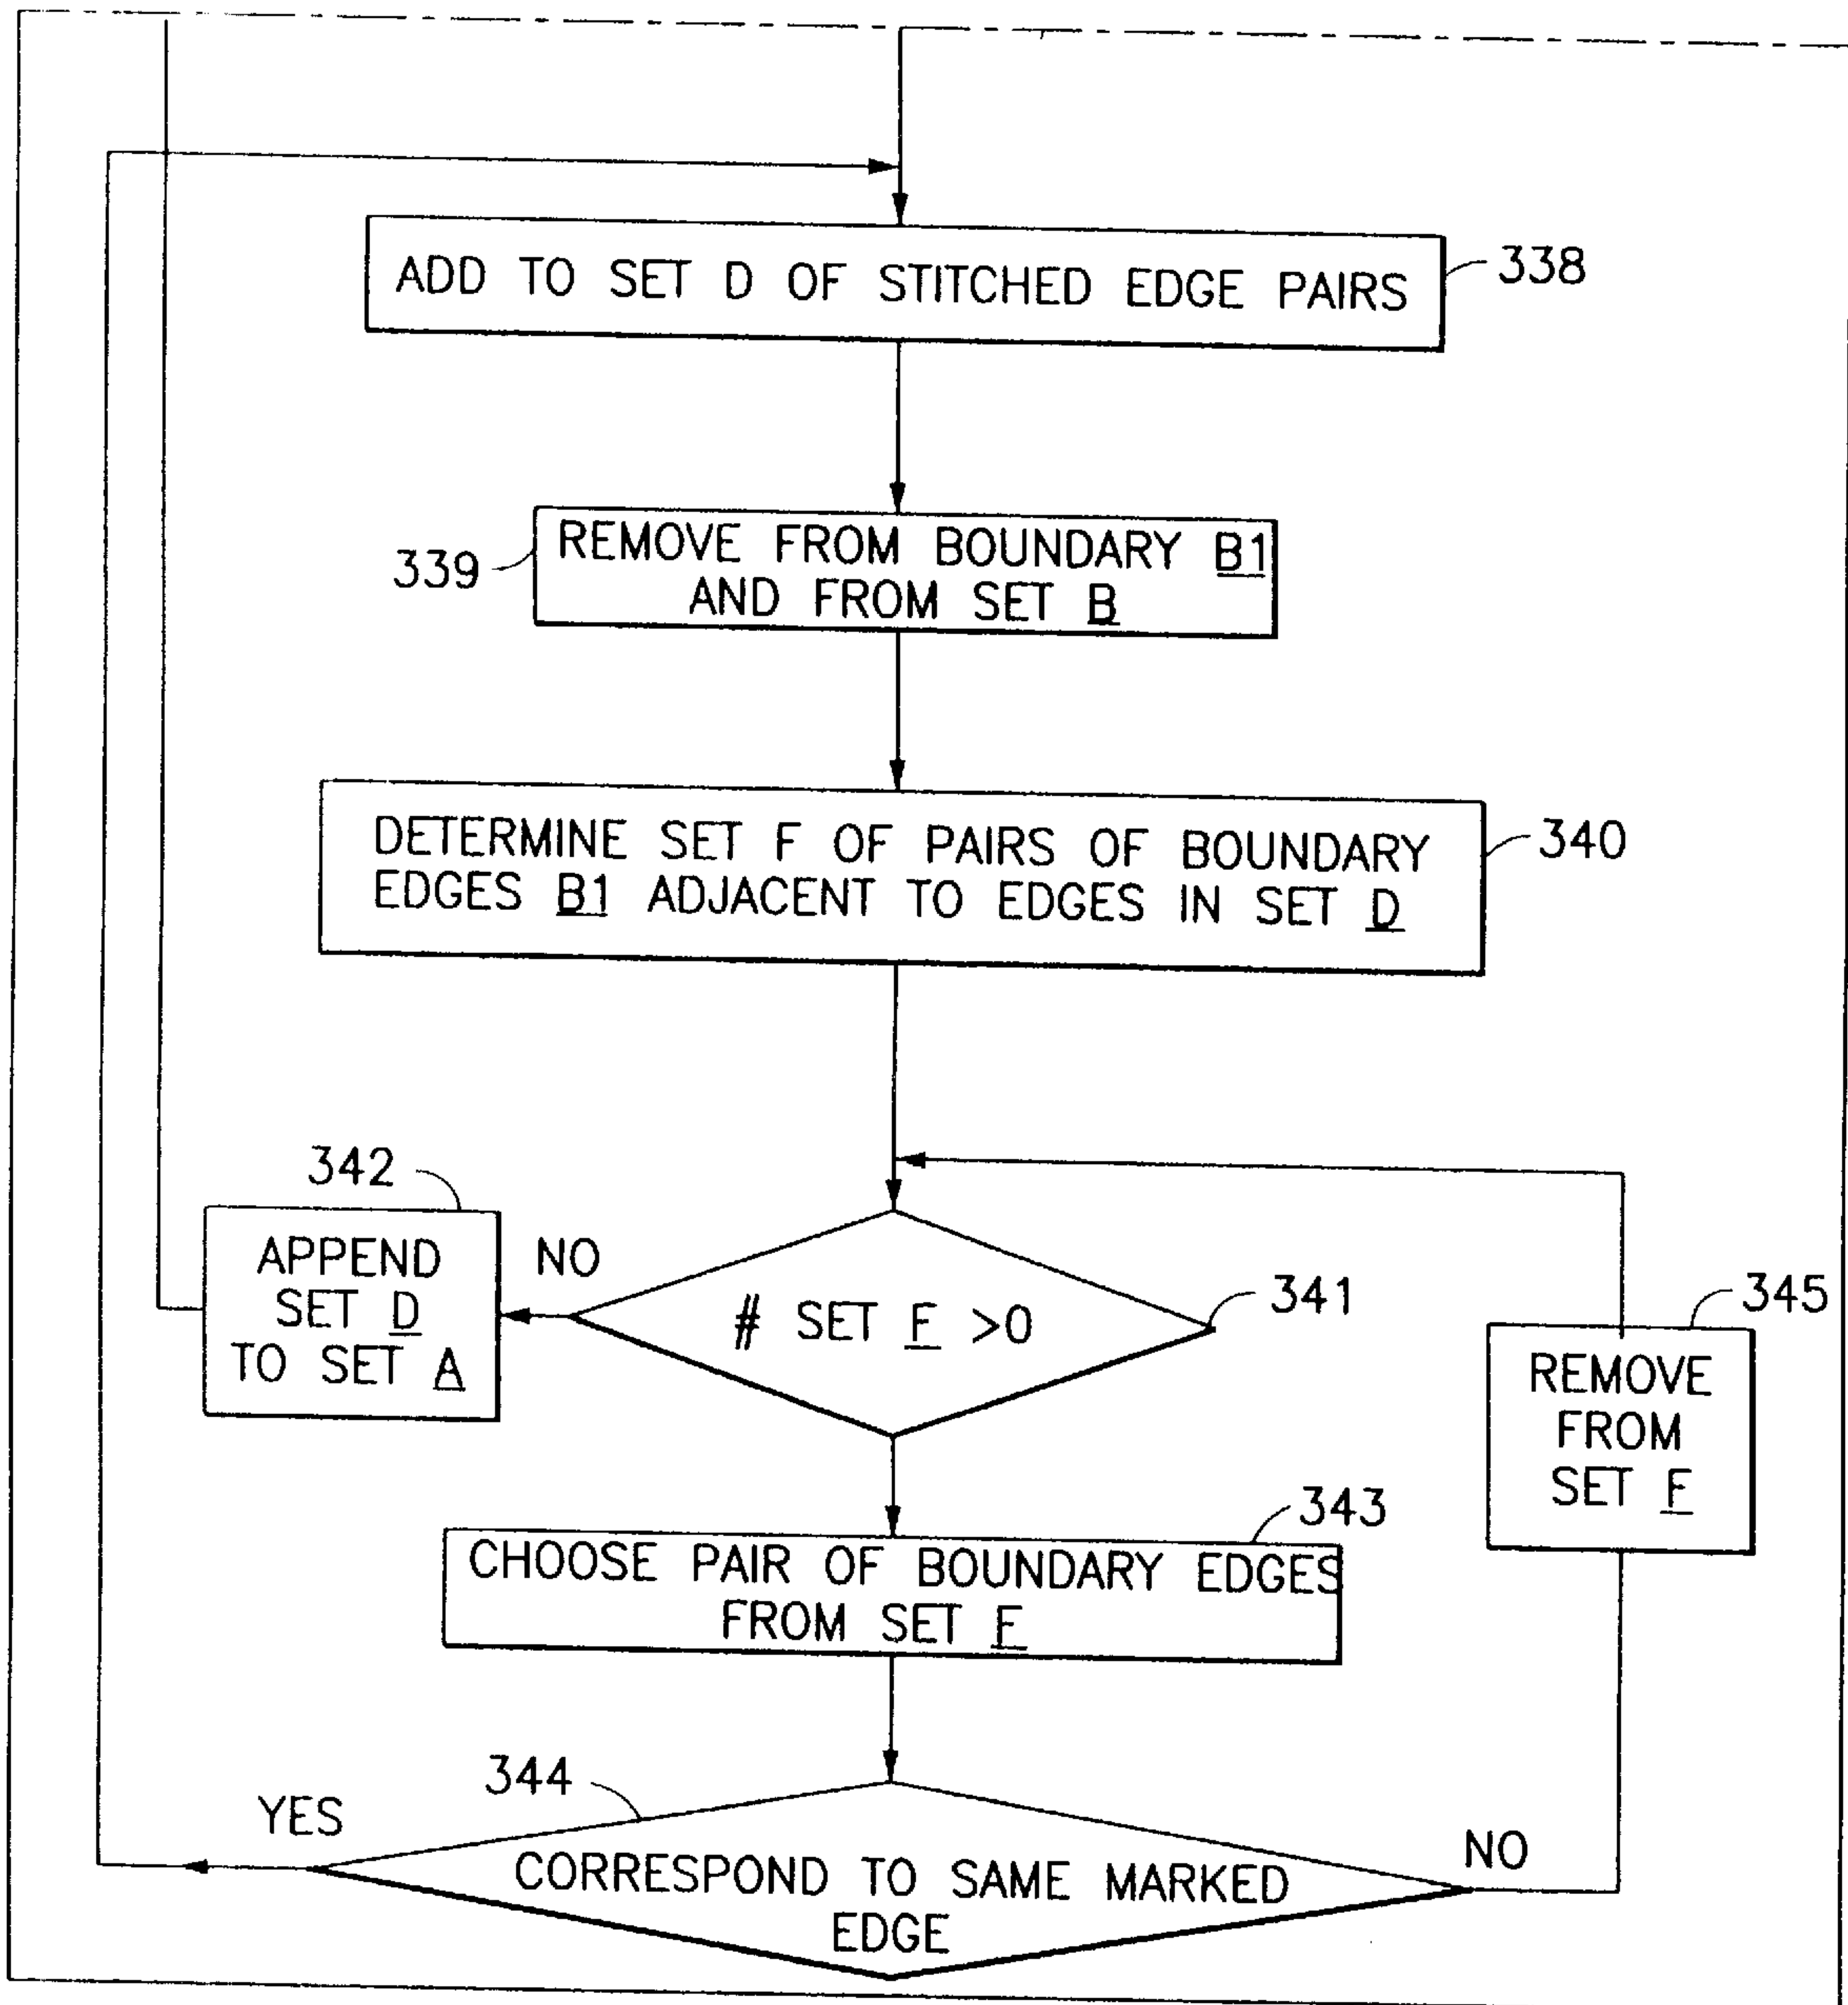 ADD TO SET D OF STITCHED EDGE PAIRS
338
REMOVE FROM BOUNDARY B1
AND FROM SET B
339
DETERMINE SET F OF PAIRS OF BOUNDARY
EDGES B1 ADJACENT TO EDGES IN SET D
340
342
APPEND
SET D
TO SET A
NO
# SET F >0
341
345
REMOVE
FROM
SET F
343
CHOOSE PAIR OF BOUNDARY EDGES
FROM SET F
344
YES
CORRESPOND TO SAME MARKED
EDGE
NO